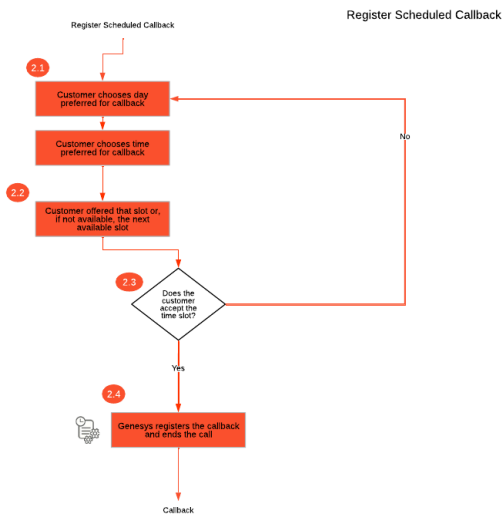 Register Scheduled Callback
Register Scheduled Callback
2.1
Customer chooses day
preferred for callback
No
Customer chooses time
preferred for callback
2.2
Customer offered that slot or,
if not available, the next
available slot
2.3
Does the
customer
accept the
time slot?
Yes
2.4
Genesys registers the callback
and ends the call
Callback